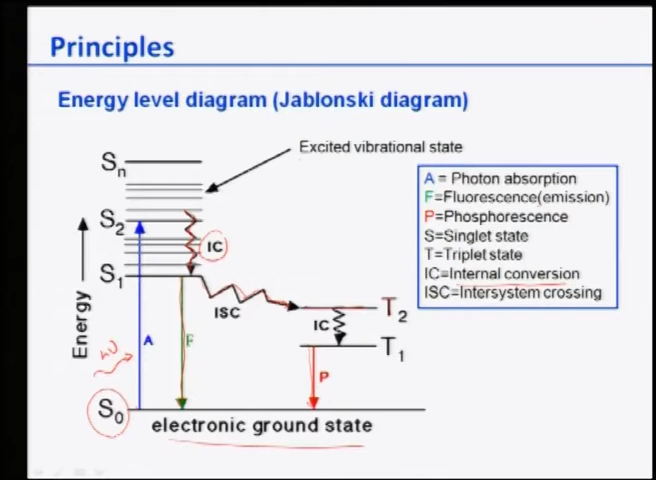 Principles
Energy level diagram (Jablonski diagram)
Excited vibrational state
Sn
S2
S1
S0
Energy
A
F
IC
ISC
IC
T2
T1
P
electronic ground state
A = Photon absorption
F=Fluorescence(emission)
P=Phosphorescence
S=Singlet state
T=Triplet state
IC=Internal conversion
ISC=Intersystem crossing